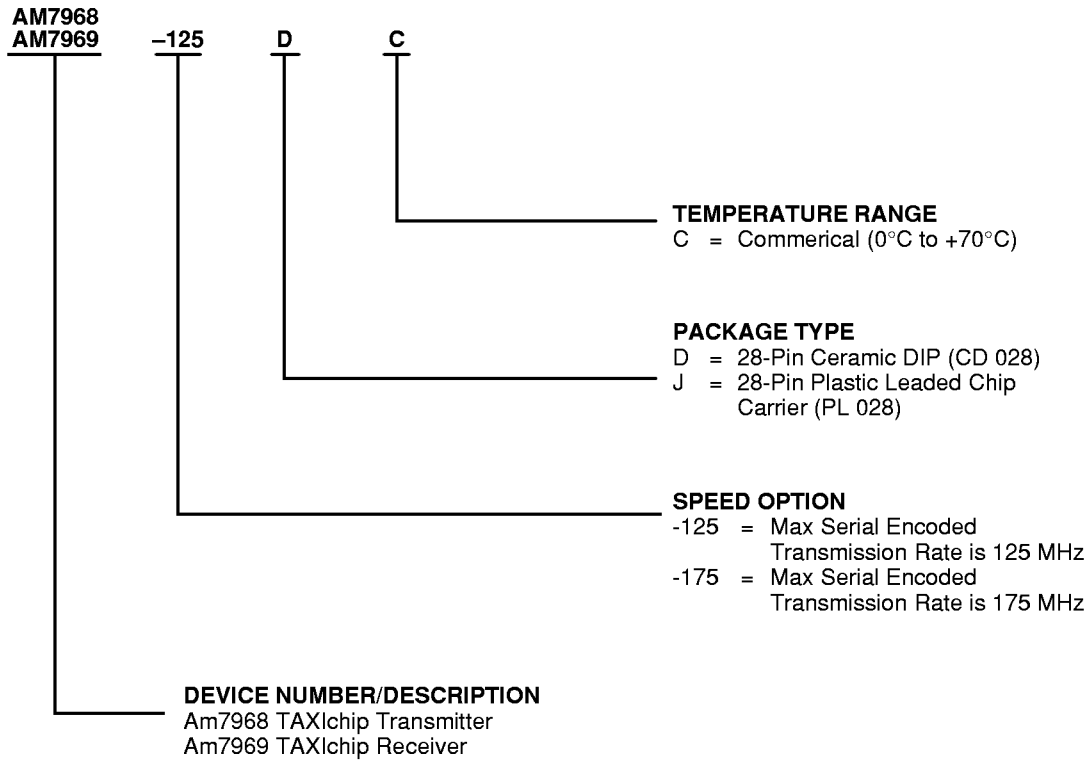 AM7968
AM7969 –125 D C
TEMPERATURE RANGE
C = Commerical (0°C to +70°C)
PACKAGE TYPE
D = 28-Pin Ceramic DIP (CD 028)
J = 28-Pin Plastic Leaded Chip
Carrier (PL 028)
SPEED OPTION
-125 = Max Serial Encoded
Transmission Rate is 125 MHz
-175 = Max Serial Encoded
Transmission Rate is 175 MHz
DEVICE NUMBER/DESCRIPTION
Am7968 TAXIchip Transmitter
Am7969 TAXIchip Receiver